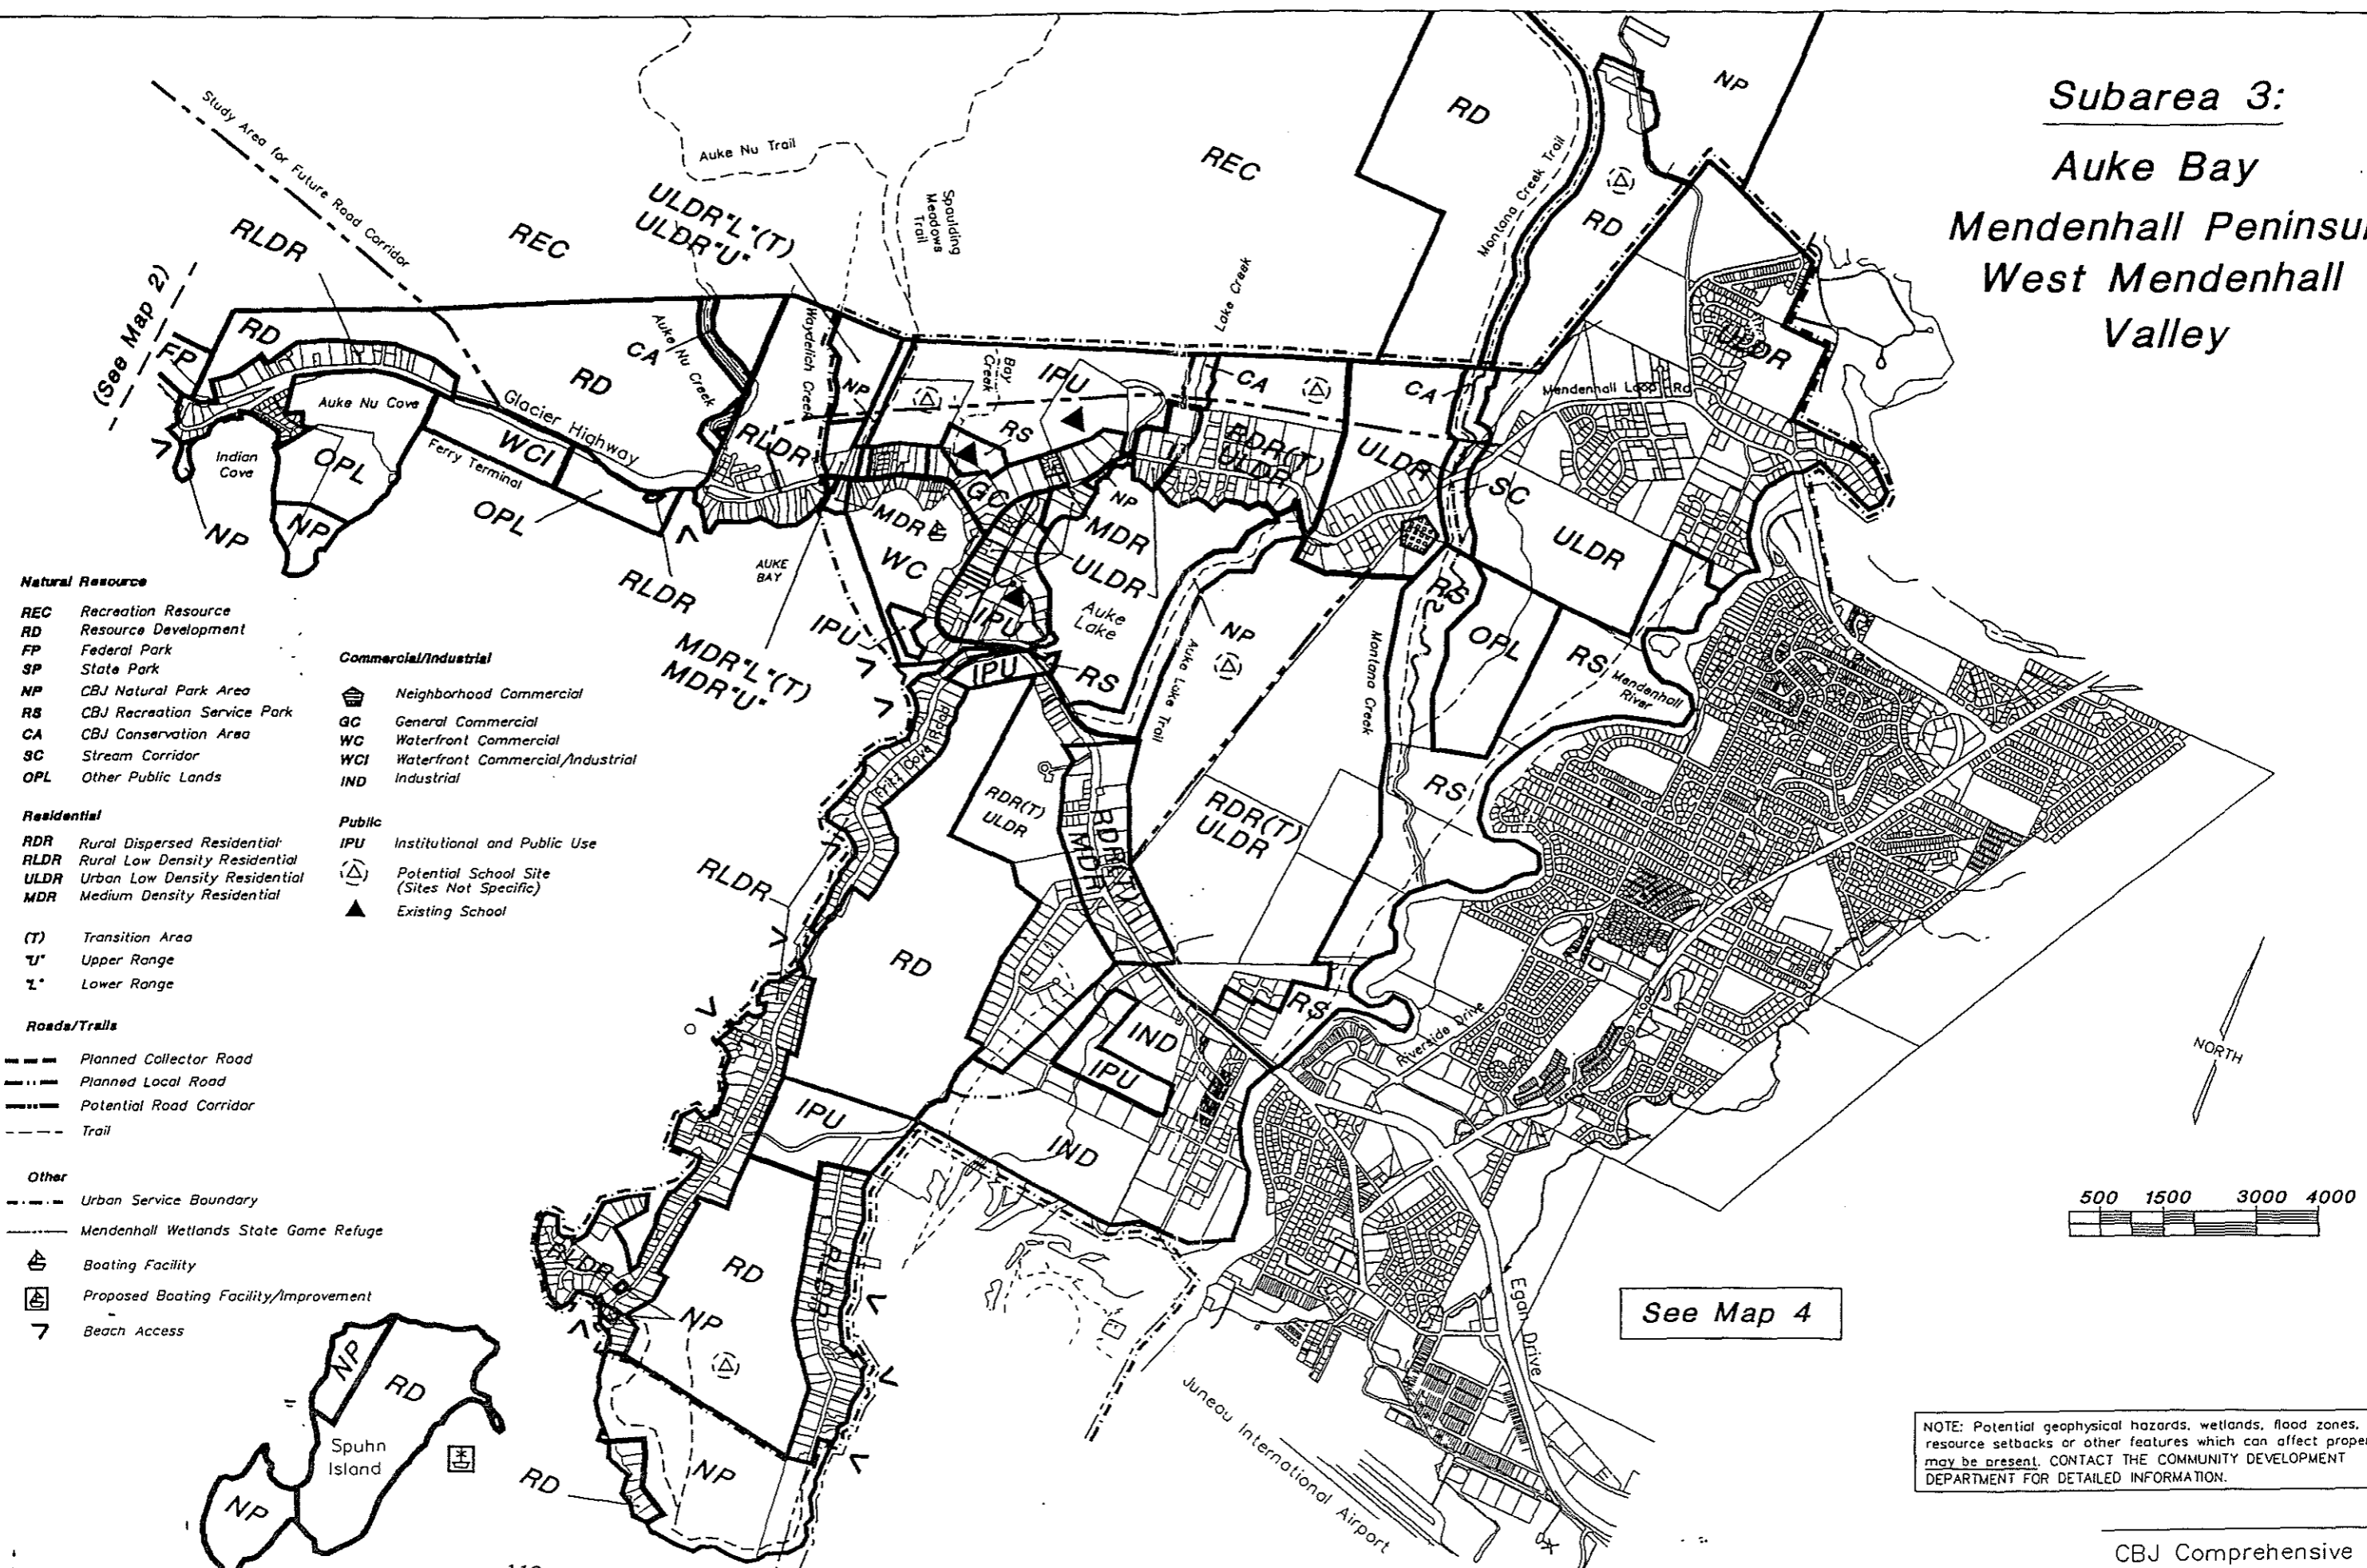 Subarea 3:
Auke Bay
Mendenhall Peninsul
West Mendenhall
Valley
Study Area for Future Road Corridor
(See Map 2)
RLDR
REC
ULDR"L"(T)
ULDR"U"
Auke Nu Trail
Spaulding
Meadows
Trail
REC
RD
NP
Montana Creek Trail
RD
Lake Creek
FP
RD
Auke Nu Cove
RD
CA
Auke Nu Creek
Waydelich Creek
NP
Bay
Creek
IPU
CA
CA
Mendenhall Loop Rd
ULDR
Glacier Highway
Indian
Cove
OPL
Ferry Terminal
WCI
RLDR
RS
RDR(T)
ULDR
ULDR
SC
NP
NP
OPL
MDR
GC
NP
MDR
ULDR
ULDR
WC
AUKE
BAY
RLDR
IPU
IPU
Auke
Lake
NP
RS
OPL
RS
Mendenhall
River
MDR"L"(T)
MDR"U"
IPU
RS
Auke Lake Trail
Montana Creek
RS
Fritz Cove Road
RDR(T)
ULDR
RDR(T)
MDR
RDR(T)
ULDR
RLDR
RD
RS
IND
IPU
Riverside Drive
IPU
IND
RLDR
RD
RLDR
NP
NP
RD
Spuhn
Island
NP
RD
NP
Egan Drive
Juneau International Airport
See Map 4
NORTH
500 1500 3000 4000
Natural Resource
REC Recreation Resource
RD Resource Development
FP Federal Park
SP State Park
NP CBJ Natural Park Area
RS CBJ Recreation Service Park
CA CBJ Conservation Area
SC Stream Corridor
OPL Other Public Lands
Residential
RDR Rural Dispersed Residential
RLDR Rural Low Density Residential
ULDR Urban Low Density Residential
MDR Medium Density Residential
(T) Transition Area
"U" Upper Range
"L" Lower Range
Commercial/Industrial
Neighborhood Commercial
GC General Commercial
WC Waterfront Commercial
WCI Waterfront Commercial/Industrial
IND Industrial
Public
IPU Institutional and Public Use
Potential School Site
(Sites Not Specific)
Existing School
Roads/Trails
Planned Collector Road
Planned Local Road
Potential Road Corridor
Trail
Other
Urban Service Boundary
Mendenhall Wetlands State Game Refuge
Boating Facility
Proposed Boating Facility/Improvement
Beach Access
NOTE: Potential geophysical hazards, wetlands, flood zones,
resource setbacks or other features which can affect proper
may be present. CONTACT THE COMMUNITY DEVELOPMENT
DEPARTMENT FOR DETAILED INFORMATION.
CBJ Comprehensive